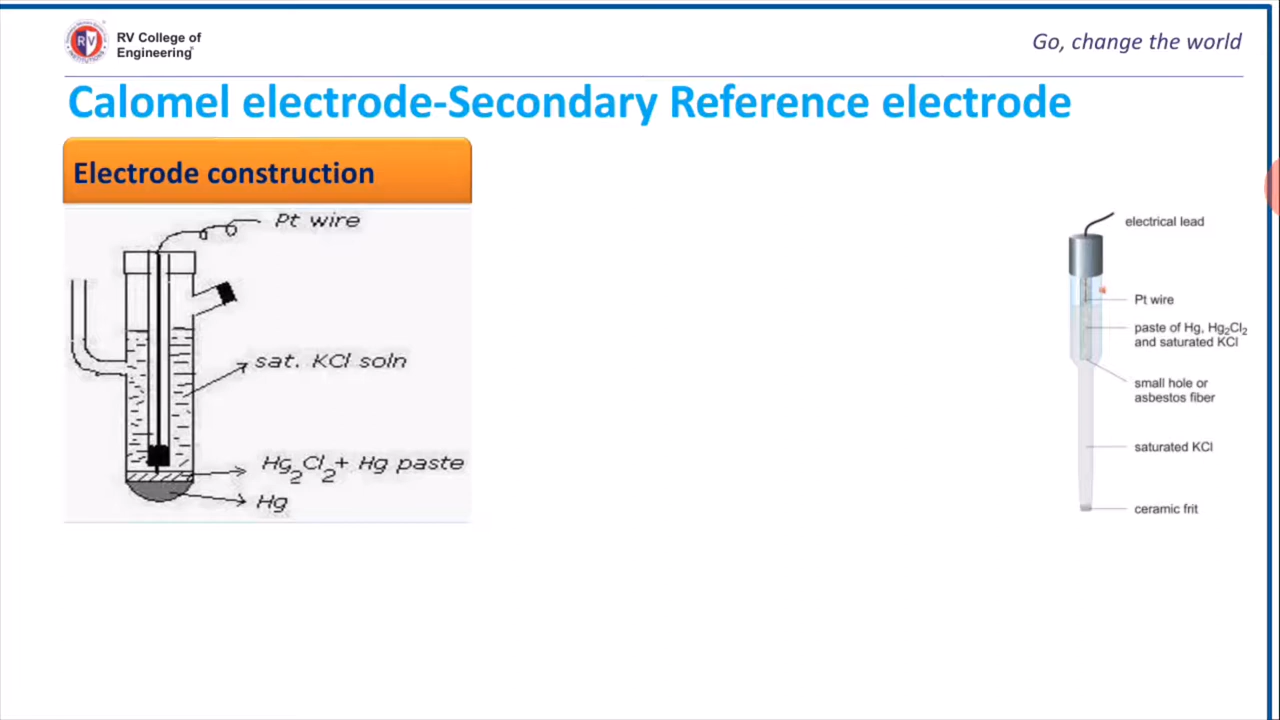 RV College of
Engineering
Go, change the world
Calomel electrode-Secondary Reference electrode
Electrode construction
Pt wire
sat. KCl soln
Hg2Cl2+ Hg paste
Hg
electrical lead
Pt wire
paste of Hg, Hg2Cl2
and saturated KCl
small hole or
asbestos fiber
saturated KCl
ceramic frit